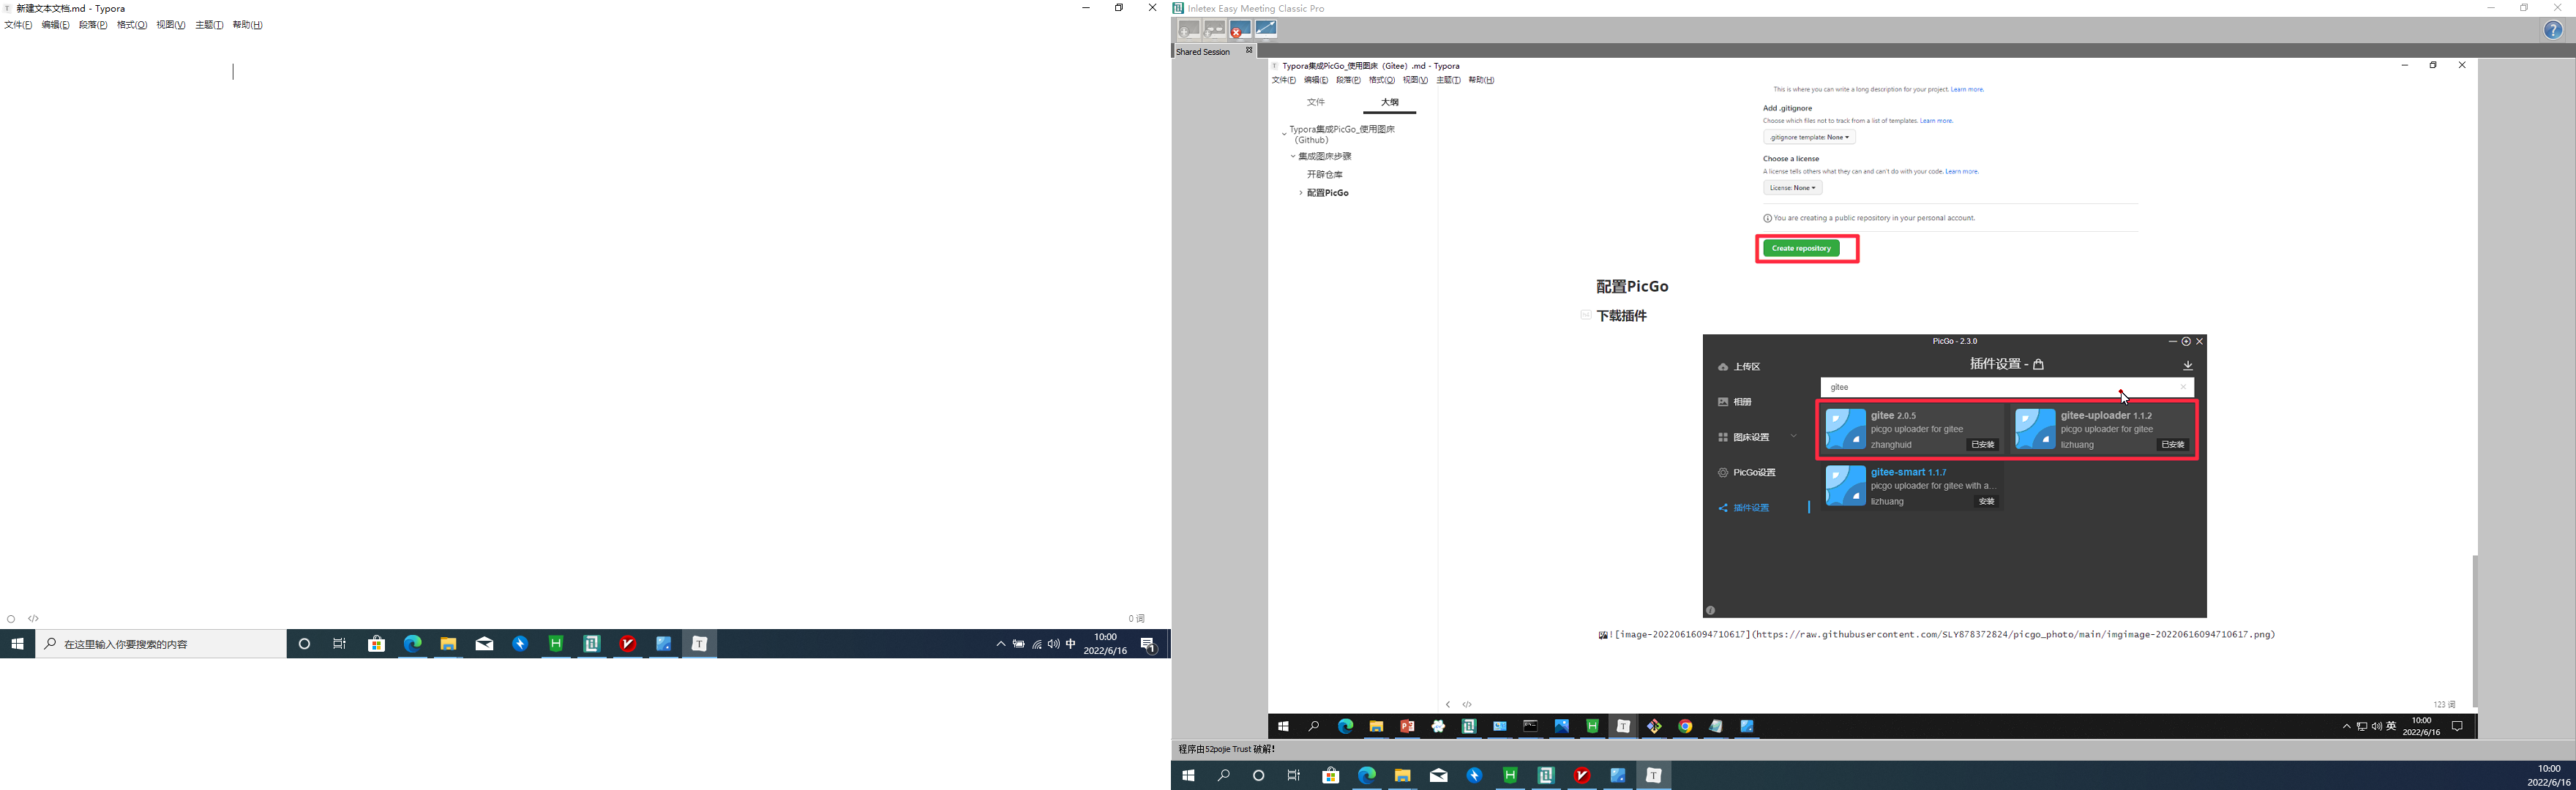 新建文本文档.md - Typora
文件(F) 编辑(E) 段落(P) 格式(O) 视图(V) 主题(T) 帮助(H)
0 词
在这里输入你要搜索的内容
中
10:00
2022/6/16
1
Inletex Easy Meeting Classic Pro
Shared Session
Typora集成PicGo_使用图床（Gitee）.md - Typora
文件(F) 编辑(E) 段落(P) 格式(O) 视图(V) 主题(T) 帮助(H)
文件 大纲
Typora集成PicGo_使用图床
（Github）
集成图床步骤
开辟仓库
配置PicGo
This is where you can write a long description for your project. Learn more.
Add .gitignore
Choose which files not to track from a list of templates. Learn more.
.gitignore template: None
Choose a license
A license tells others what they can and can't do with your code. Learn more.
License: None
You are creating a public repository in your personal account.
Create repository
配置PicGo
下载插件
PicGo - 2.3.0
上传区
相册
图床设置
PicGo设置
插件设置
插件设置 -
gitee
gitee 2.0.5
picgo uploader for gitee
zhanghuid
已安装
gitee-uploader 1.1.2
picgo uploader for gitee
lizhuang
已安装
gitee-smart 1.1.7
picgo uploader for gitee with a...
lizhuang
安装
![image-20220616094710617](https://raw.githubusercontent.com/SLY878372824/picgo_photo/main/imgimage-20220616094710617.png)
123 词
英
10:00
2022/6/16
程序由52pojie Trust 破解!
10:00
2022/6/16